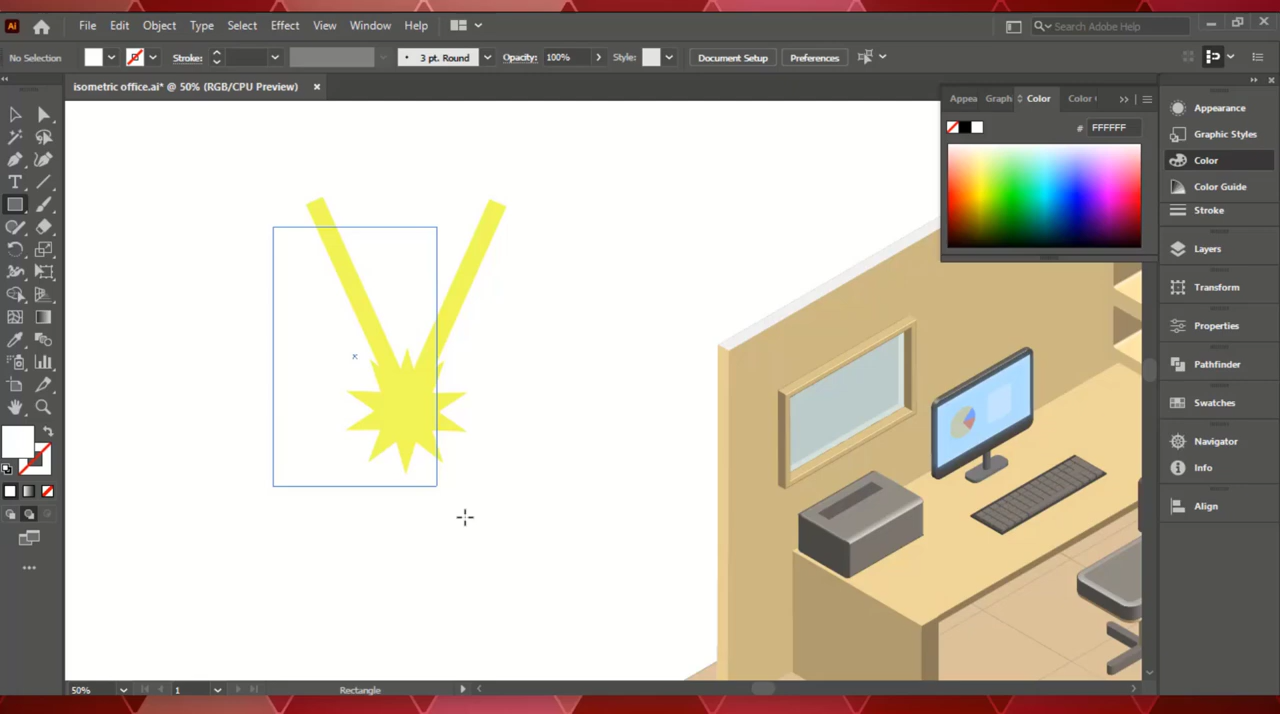 Ai
File Edit Object Type Select Effect View Window Help
Search Adobe Help
No Selection Stroke: 3 pt. Round Opacity: 100% Style: Document Setup Preferences
isometric office.ai* @ 50% (RGB/CPU Preview)
Appea Graph Color Color
# FFFFFF
Appearance
Graphic Styles
Color
Color Guide
Stroke
Layers
Transform
Properties
Pathfinder
Swatches
Navigator
Info
Align
50% 1 Rectangle